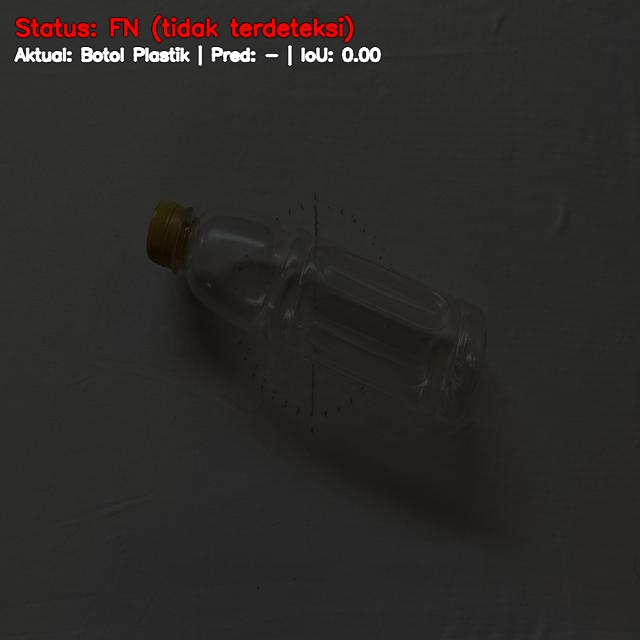 Status: FN (tidak terdeteksi)
Aktual: Botol Plastik | Pred: - | IoU: 0.00